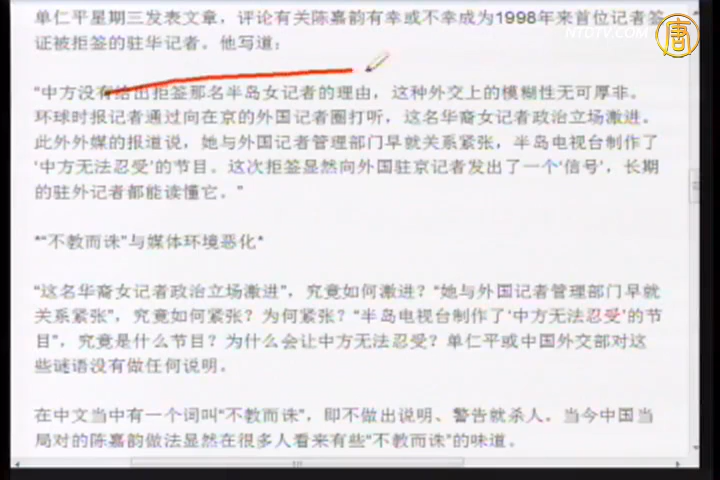 单仁平星期三发表文章，评论有关陈嘉韵有幸或不幸成为1998年来首位记者签
证被拒签的驻华记者。他写道：
“中方没有给出拒签那名半岛女记者的理由，这种外交上的模糊性无可厚非。
环球时报记者通过向在京的外国记者圈打听，这名华裔女记者政治立场激进。
此外外媒的报道说，她与外国记者管理部门早就关系紧张，半岛电视台制作了
‘中方无法忍受’的节目。这次拒签显然向外国驻京记者发出了一个‘信号’，长期
的驻外记者都能读懂它。”
*“不教而诛”与媒体环境恶化*
“这名华裔女记者政治立场激进”，究竟如何激进？“她与外国记者管理部门早就
关系紧张”，究竟如何紧张？为何紧张？“半岛电视台制作了‘中方无法忍受’的节
目”，究竟是什么节目？为什么会让中方无法忍受？单仁平或中国外交部对这
些谜语没有做任何说明。
在中文当中有一个词叫“不教而诛”，即不做出说明、警告就杀人。当今中国当
局对的陈嘉韵做法显然在很多人看来有些“不教而诛”的味道。
NTDTV.COM
唐